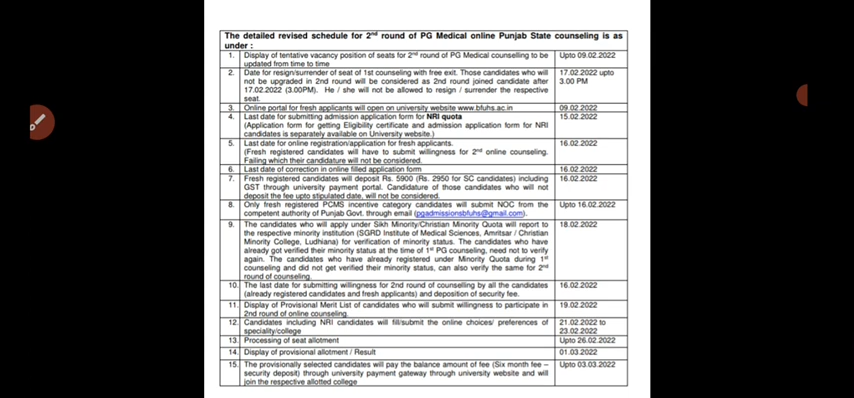 The detailed revised schedule for 2nd round of PG Medical online Punjab State counseling is as
under :
1. Display of tentative vacancy position of seats for 2nd round of PG Medical counselling to be Upto 09.02.2022
updated from time to time
2. Date for resign/surrender of seat of 1st counseling with free exit. Those candidates who will 17.02.2022 upto
not be upgraded in 2nd round will be considered as 2nd round joined candidate after 3.00 PM
17.02.2022 (3.00PM). He / she will not be allowed to resign / surrender the respective
seat.
3. Online portal for fresh applicants will open on university website www.bfuhs.ac.in 09.02.2022
4. Last date for submitting admission application form for NRI quota 15.02.2022
(Application form for getting Eligibility certificate and admission application form for NRI
candidates is separately available on University website.)
5. Last date for online registration/application for fresh applicants. 16.02.2022
(Fresh registered candidates will have to submit willingness for 2nd online counseling.
Failing which their candidature will not be considered.
6. Last date of correction in online filled application form 16.02.2022
7. Fresh registered candidates will deposit Rs. 5900 (Rs. 2950 for SC candidates) including 16.02.2022
GST through university payment portal. Candidature of those candidates who will not
deposit the fee upto stipulated date, will not be considered.
8. Only fresh registered PCMS incentive category candidates will submit NOC from the Upto 16.02.2022
competent authority of Punjab Govt. through email (pgadmissionsbfuhs@gmail.com).
9. The candidates who will apply under Sikh Minority/Christian Minority Quota will report to 18.02.2022
the respective minority institution (SGRD Institute of Medical Sciences, Amritsar / Christian
Minority College, Ludhiana) for verification of minority status. The candidates who have
already got verified their minority status at the time of 1st PG counseling, need not to verify
again. The candidates who have already registered under Minority Quota during 1st
counseling and did not get verified their minority status, can also verify the same for 2nd
round of counseling.
10. The last date for submitting willingness for 2nd round of counselling by all the candidates 16.02.2022
(already registered candidates and fresh applicants) and deposition of security fee.
11. Display of Provisional Merit List of candidates who will submit willingness to participate in 19.02.2022
2nd round of online counseling.
12. Candidates including NRI candidates will fill/submit the online choices/ preferences of 21.02.2022 to
speciality/college 23.02.2022
13. Processing of seat allotment Upto 26.02.2022
14. Display of provisional allotment / Result 01.03.2022
15. The provisionally selected candidates will pay the balance amount of fee (Six month fee – Upto 03.03.2022
security deposit) through university payment gateway through university website and will
join the respective allotted college